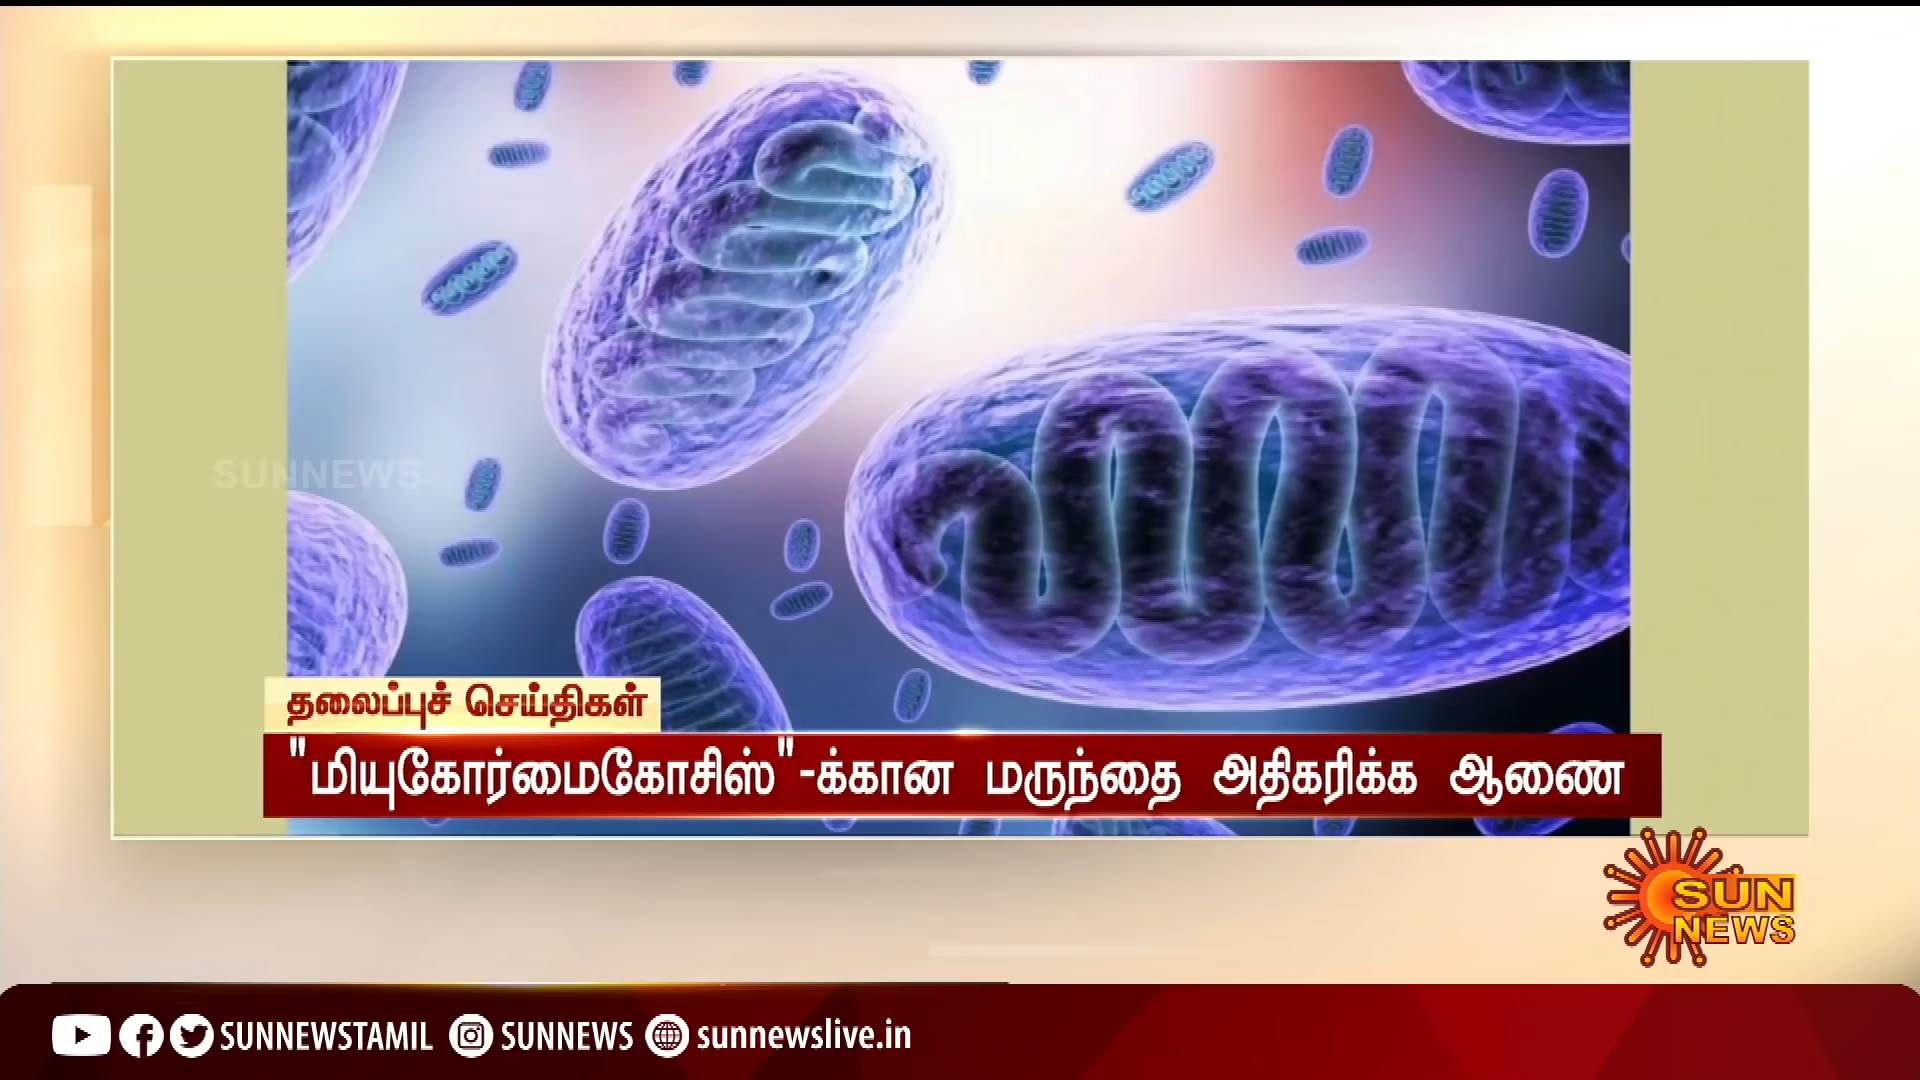 SUNNEWS
தலைப்புச் செய்திகள்
"மியுகோர்மைகோசிஸ்"-க்கான மருந்தை அதிகரிக்க ஆணை
SUN
NEWS
SUNNEWSTAMIL SUNNEWS sunnewslive.in